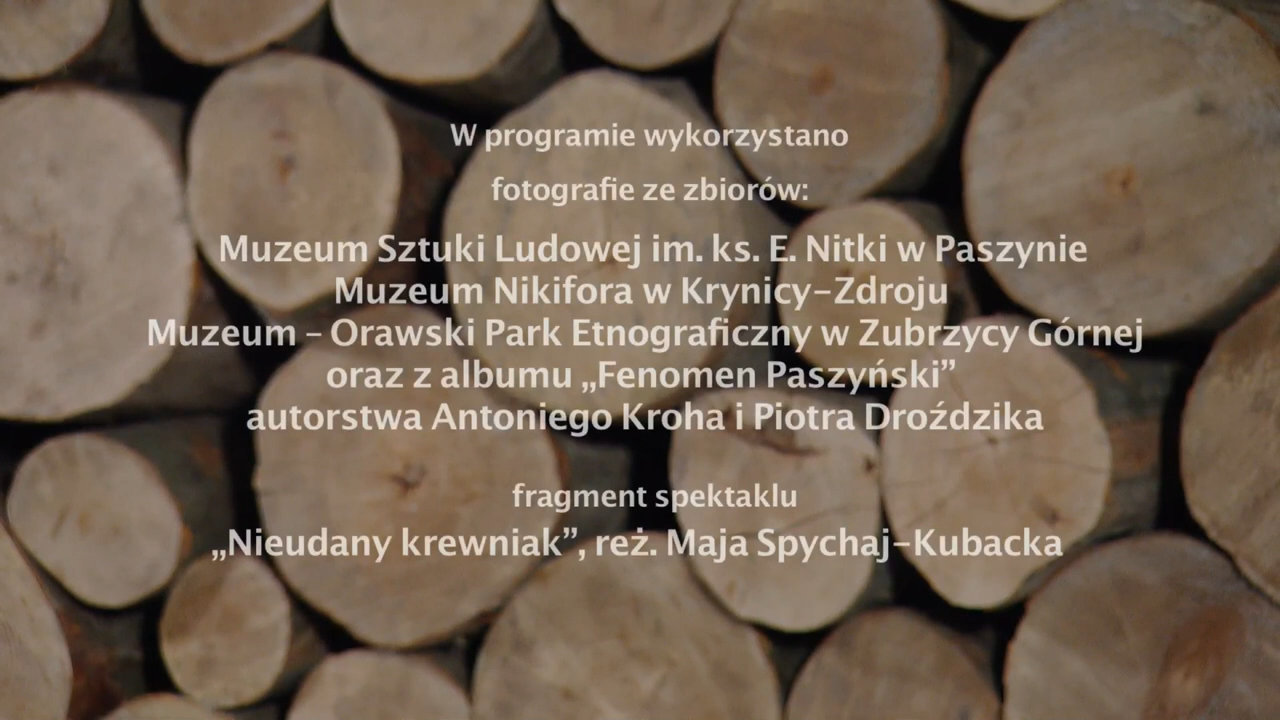 W programie wykorzystano
fotografie ze zbiorów:
Muzeum Sztuki Ludowej im. ks. E. Nitki w Paszynie
Muzeum Nikifora w Krynicy-Zdroju
Muzeum – Orawski Park Etnograficzny w Zubrzycy Górnej
oraz z albumu „Fenomen Paszyński”
autorstwa Antoniego Kroha i Piotra Droździka
fragment spektaklu
„Nieudany krewniak”, reż. Maja Spychaj-Kubacka